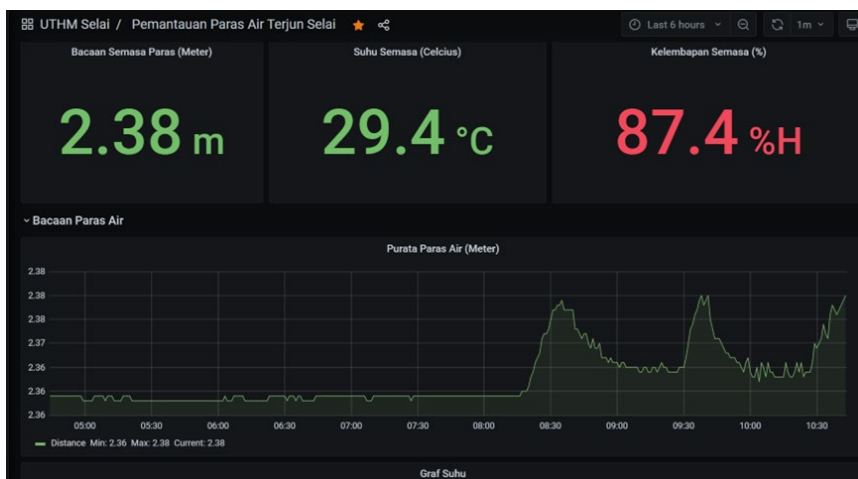 UTHM Selai / Pemantauan Paras Air Terjun Selai
Last 6 hours
1m
Bacaan Semasa Paras (Meter)
Suhu Semasa (Celcius)
Kelembapan Semasa (%)
2.38 m
29.4 °C
87.4 %H
Bacaan Paras Air
Purata Paras Air (Meter)
2.38
2.38
2.38
2.37
2.36
2.36
2.36
05:00 05:30 06:00 06:30 07:00 07:30 08:00 08:30 09:00 09:30 10:00 10:30
Distance Min: 2.36 Max: 2.38 Current: 2.38
Graf Suhu